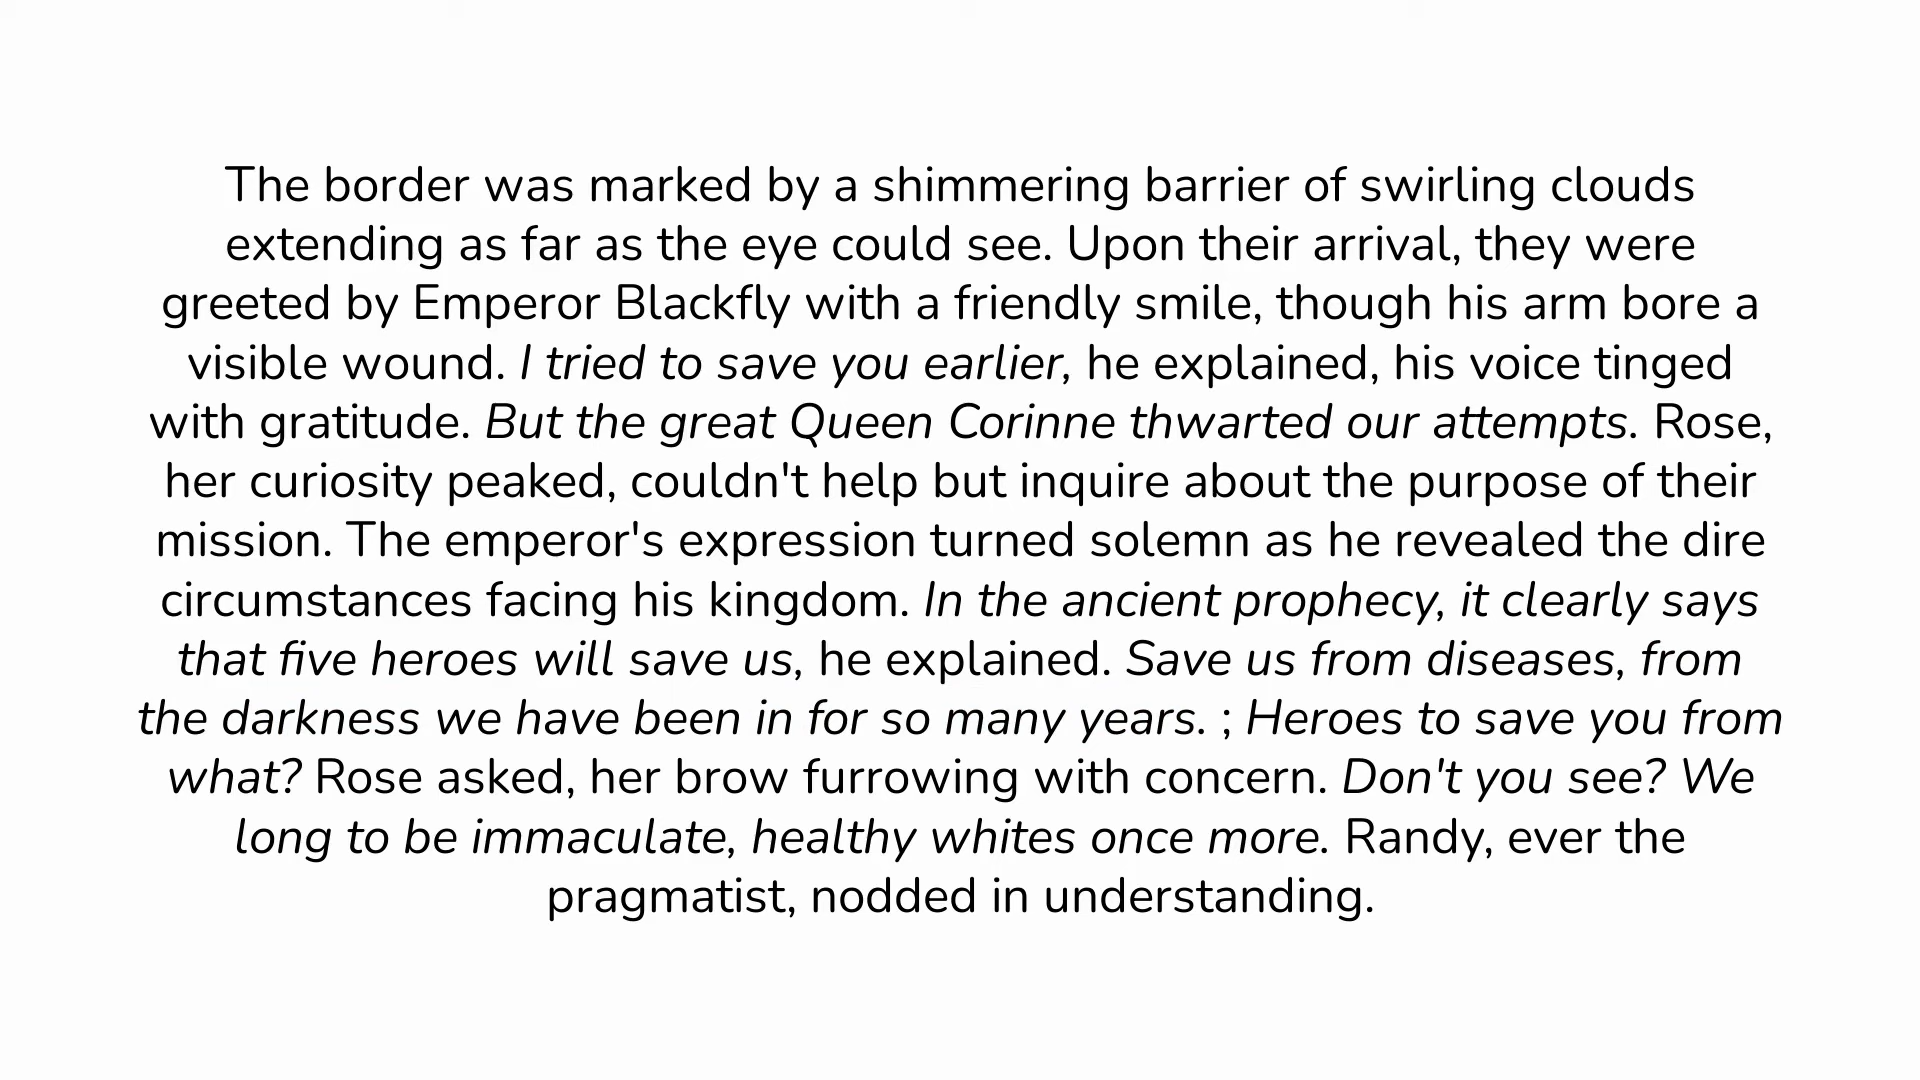 The border was marked by a shimmering barrier of swirling clouds
extending as far as the eye could see. Upon their arrival, they were
greeted by Emperor Blackfly with a friendly smile, though his arm bore a
visible wound. I tried to save you earlier, he explained, his voice tinged
with gratitude. But the great Queen Corinne thwarted our attempts. Rose,
her curiosity peaked, couldn't help but inquire about the purpose of their
mission. The emperor's expression turned solemn as he revealed the dire
circumstances facing his kingdom. In the ancient prophecy, it clearly says
that five heroes will save us, he explained. Save us from diseases, from
the darkness we have been in for so many years. ; Heroes to save you from
what? Rose asked, her brow furrowing with concern. Don't you see? We
long to be immaculate, healthy whites once more. Randy, ever the
pragmatist, nodded in understanding.